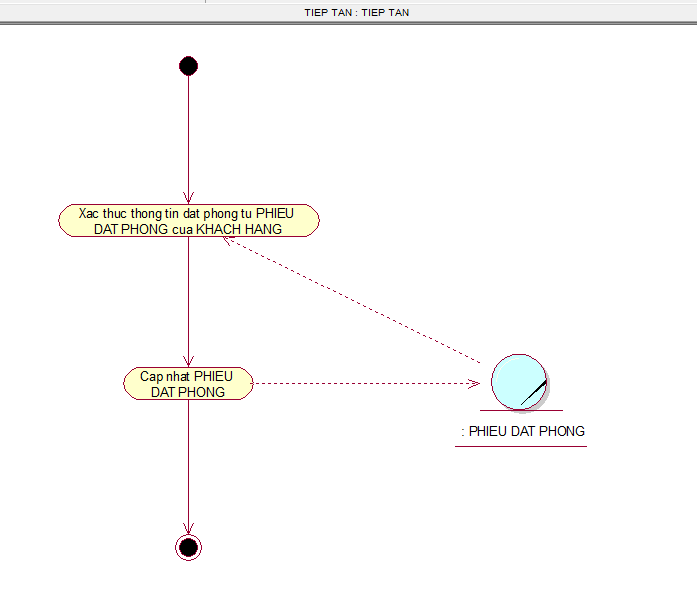 TIEP TAN : TIEP TAN
Xac thuc thong tin dat phong tu PHIEU
DAT PHONG cua KHACH HANG
Cap nhat PHIEU
DAT PHONG
: PHIEU DAT PHONG